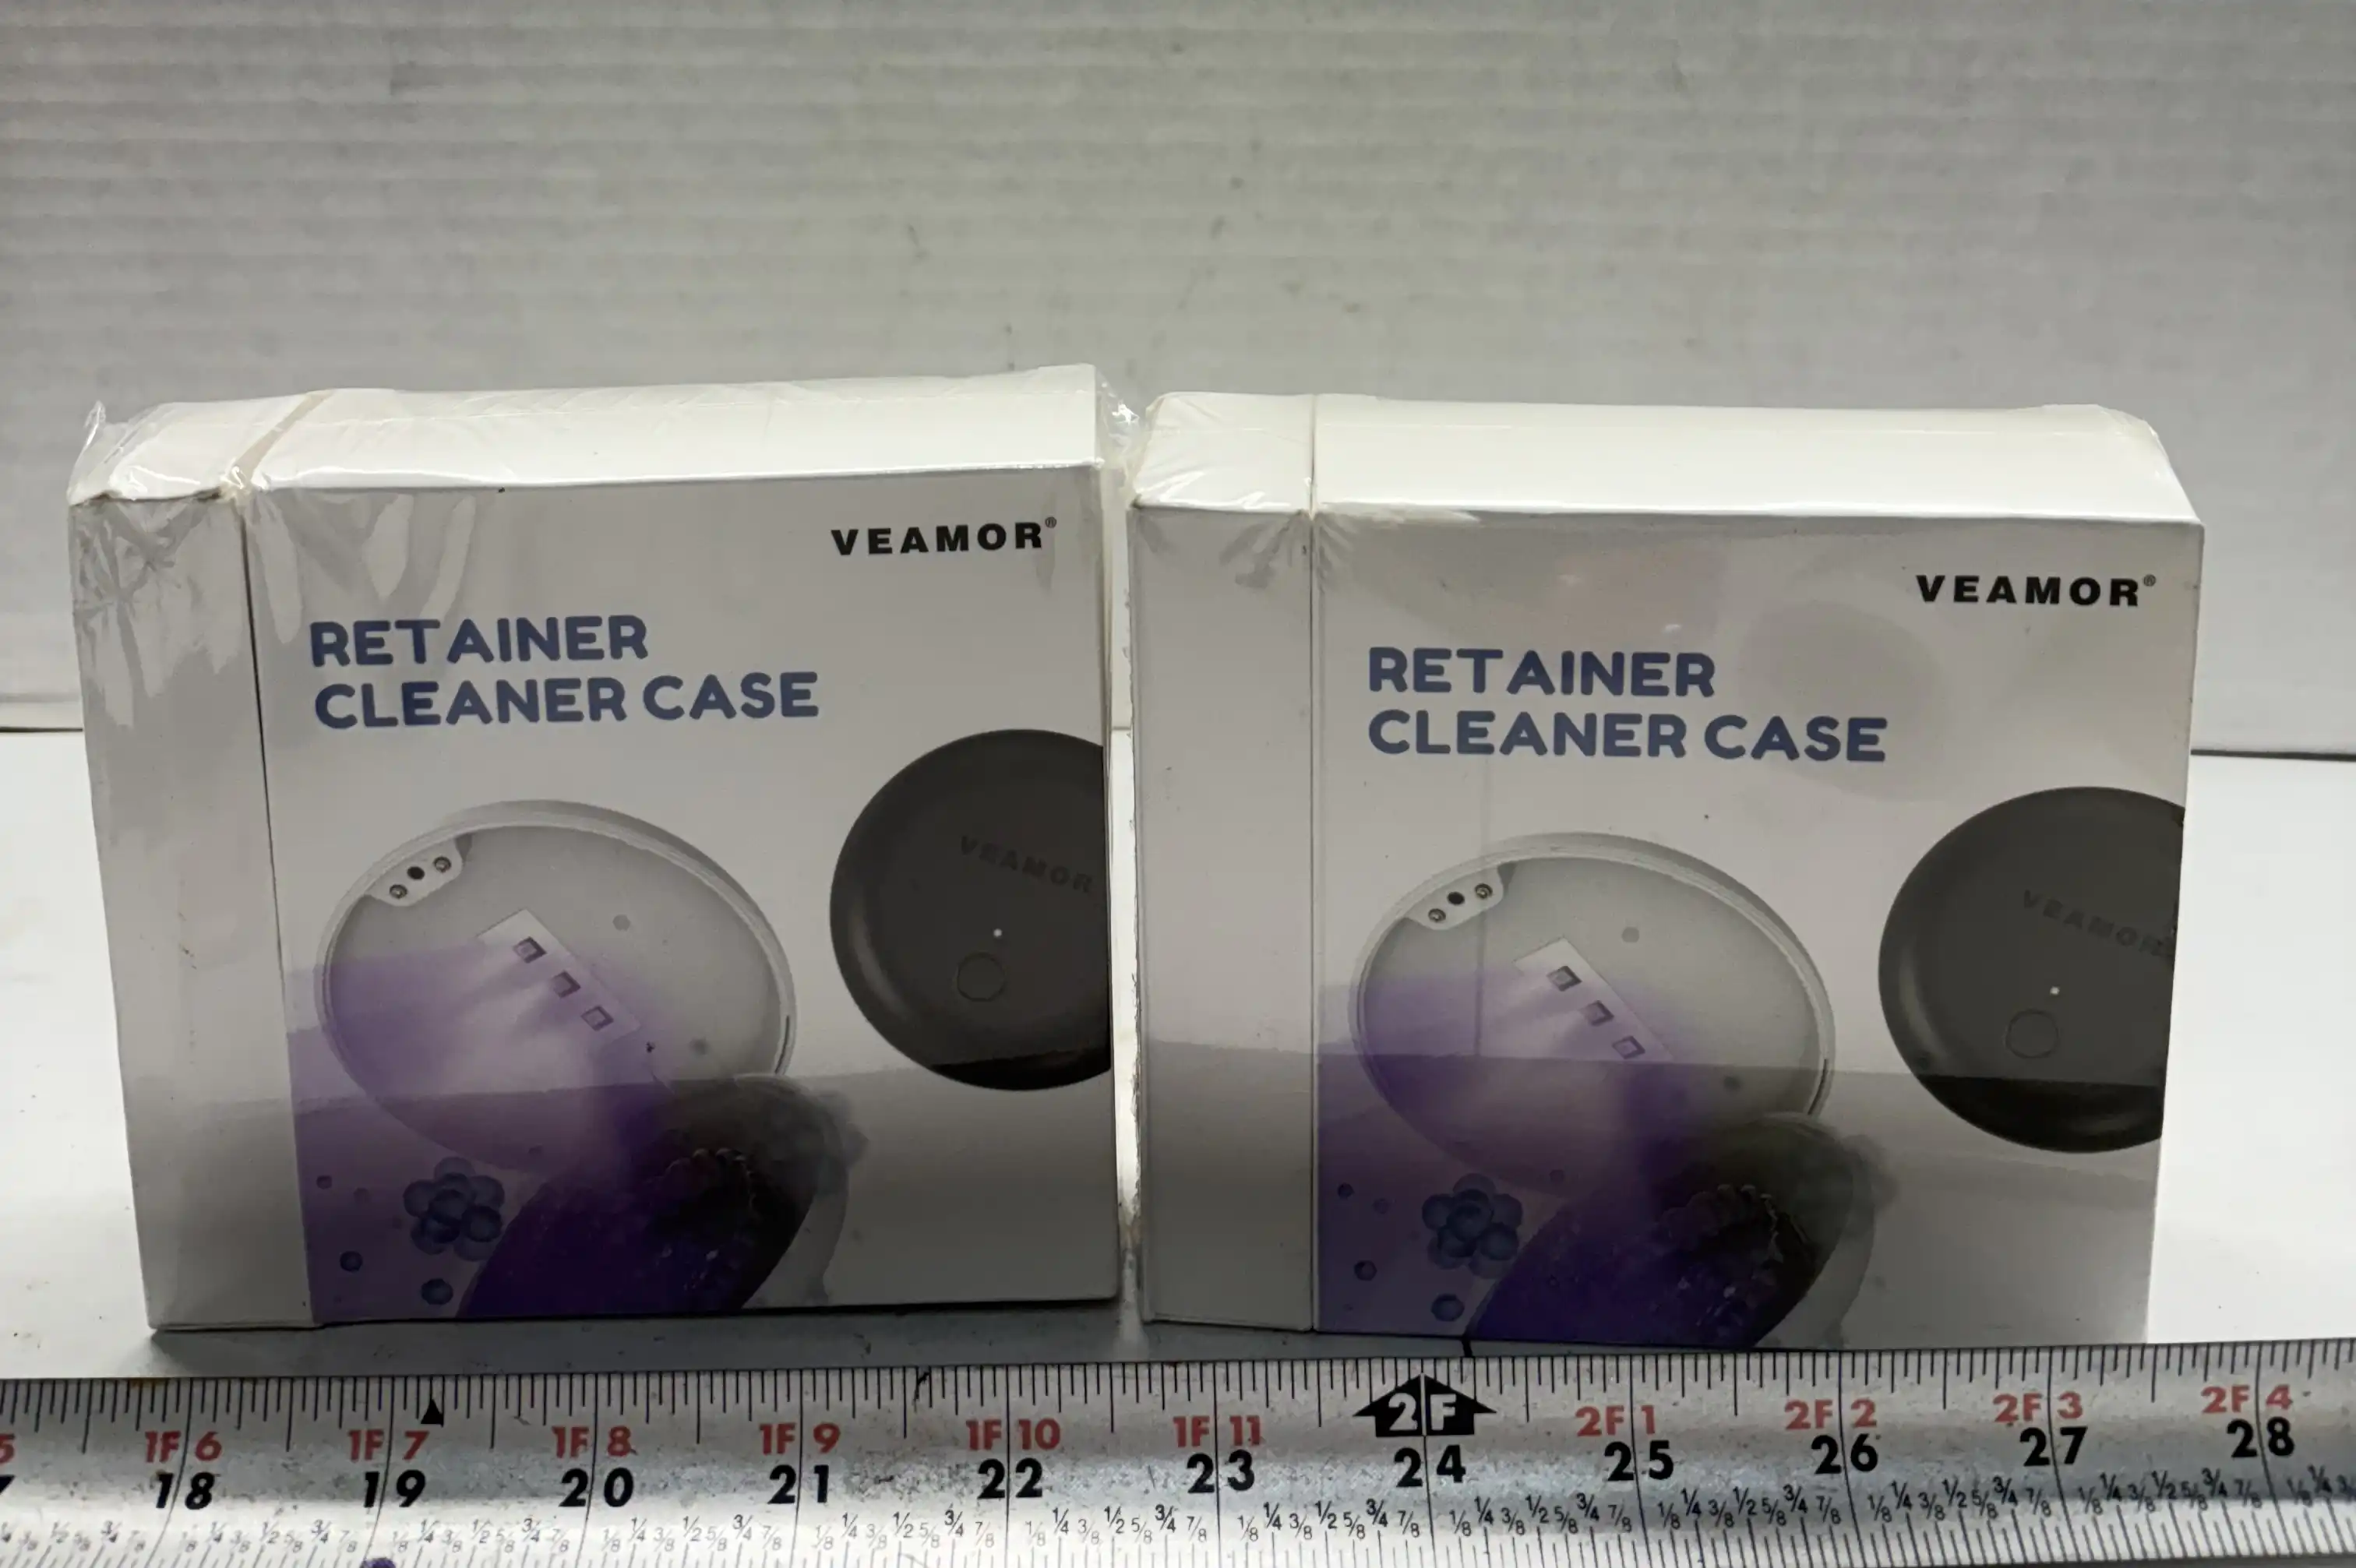 VEAMOR®
RETAINER
CLEANER CASE
VEAMOR
VEAMOR®
RETAINER
CLEANER CASE
VEAMOR
1F 6 1F 7 1F 8 1F 9 1F 10 1F 11 2F 2F 1 2F 2 2F 3 2F 4
18 19 20 21 22 23 24 25 26 27 28